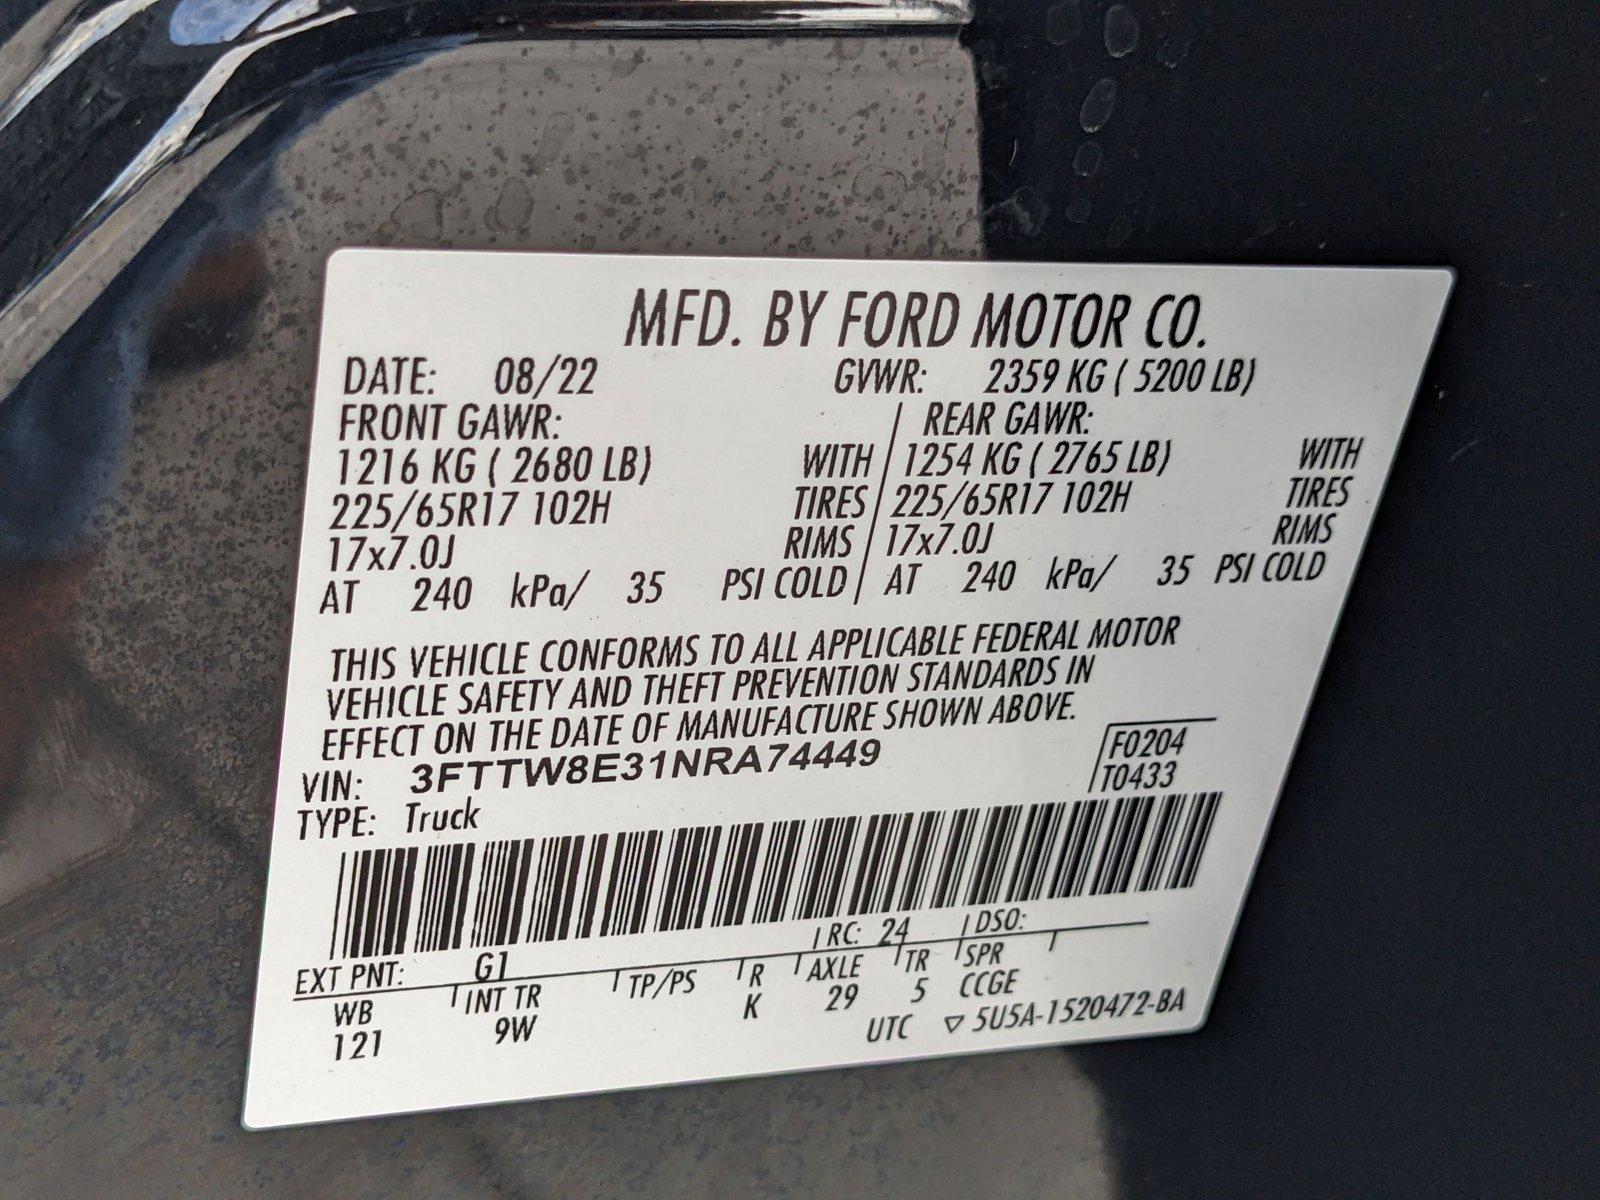 MFD. BY FORD MOTOR CO.
DATE: 08/22 GVWR: 2359 KG ( 5200 LB)
FRONT GAWR: REAR GAWR:
1216 KG ( 2680 LB) WITH 1254 KG ( 2765 LB) WITH
225/65R17 102H TIRES 225/65R17 102H TIRES
17x7.0J RIMS 17x7.0J RIMS
AT 240 kPa/ 35 PSI COLD AT 240 kPa/ 35 PSI COLD
THIS VEHICLE CONFORMS TO ALL APPLICABLE FEDERAL MOTOR
VEHICLE SAFETY AND THEFT PREVENTION STANDARDS IN
EFFECT ON THE DATE OF MANUFACTURE SHOWN ABOVE.
VIN: 3FTTW8E31NRA74449 F0204
TYPE: Truck T0433
EXT PNT: G1 RC: 24 DSO:
WB INT TR TP/PS R AXLE TR SPR
121 9W K 29 5 CCGE
UTC ▽ 5U5A-1520472-BA